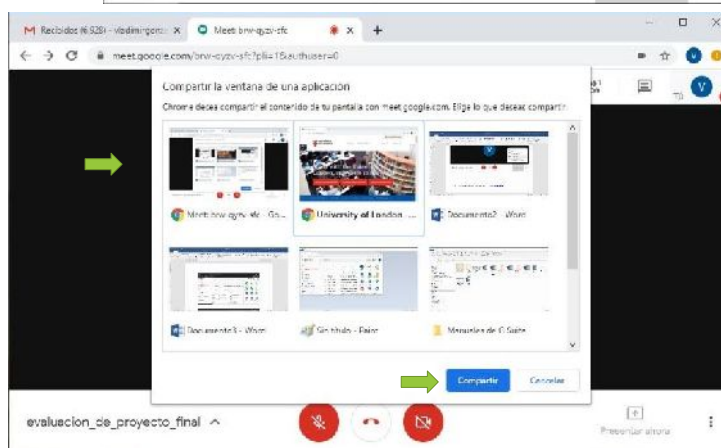 Recibidos (6.928) - vladimirgon:
Meet: brw-qyzv-sfc
meet.google.com/brw-qyzv-sfc?pli=1&authuser=0
Compartir la ventana de una aplicación
Chrome desea compartir el contenido de tu pantalla con meet.google.com. Elige lo que deseas compartir.
Meet: brw-qyzv-sfc - Go...
University of London - ...
Documento2 - Word
Documento3 - Word
Sin título - Paint
Manuales de G Suite
Compartir
Cancelar
evaluacion_de_proyecto_final
Presentar ahora
V
V
V